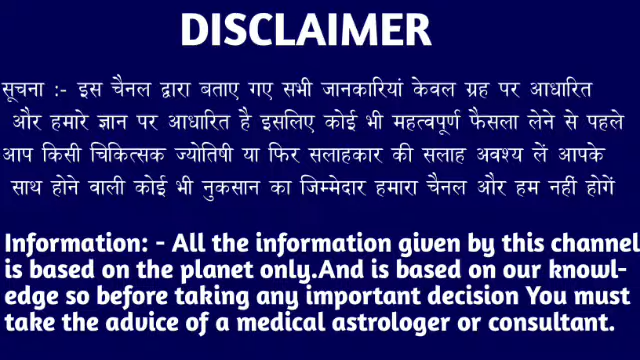 DISCLAIMER
सूचना :- इस चैनल द्वारा बताए गए सभी जानकारियां केवल ग्रह पर आधारित
और हमारे ज्ञान पर आधारित है इसलिए कोई भी महत्वपूर्ण फैसला लेने से पहले
आप किसी चिकित्सक ज्योतिषी या फिर सलाहकार की सलाह अवश्य लें आपके
साथ होने वाली कोई भी नुकसान का जिम्मेदार हमारा चैनल और हम नहीं होगें
Information: - All the information given by this channel
is based on the planet only.And is based on our knowl-
edge so before taking any important decision You must
take the advice of a medical astrologer or consultant.